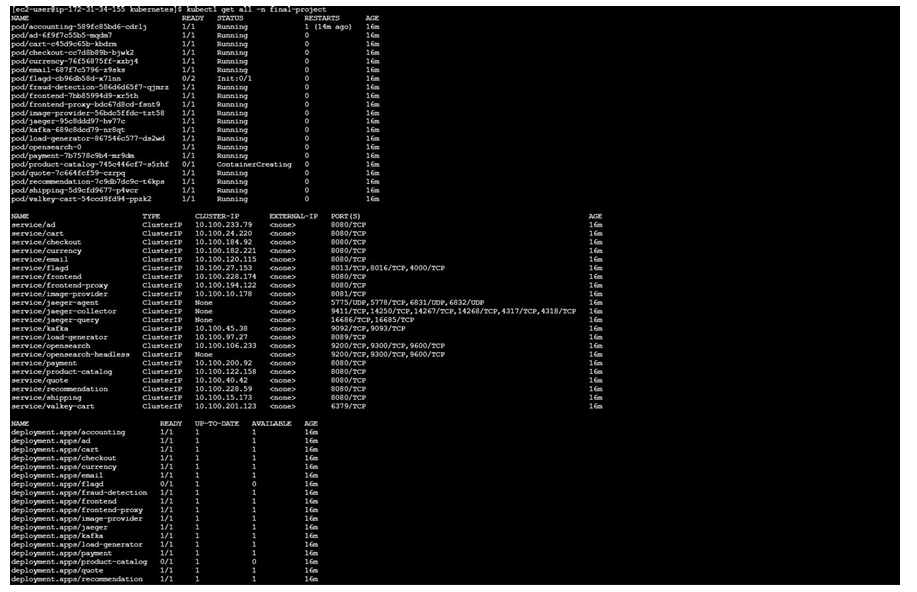 [ec2-user@ip-172-31-34-155 kubernetes]$ kubectl get all -n final-project
NAME READY STATUS RESTARTS AGE
pod/accounting-589fc85bd6-cdrlj 1/1 Running 1 (14m ago) 16m
pod/ad-6f9f7c55b5-mqdm7 1/1 Running 0 16m
pod/cart-c45d9c65b-kbdrm 1/1 Running 0 16m
pod/checkout-cc7d8b89b-bjwk2 1/1 Running 0 16m
pod/currency-76f56875ff-xzbj4 1/1 Running 0 16m
pod/email-687f7c5796-z9sks 1/1 Running 0 16m
pod/flagd-cb96db58d-x7lnn 0/2 Init:0/1 0 16m
pod/fraud-detection-586d6d65f7-qjmrz 1/1 Running 0 16m
pod/frontend-7bb85994d9-xr5th 1/1 Running 0 16m
pod/frontend-proxy-bdc67d8cd-fsnt9 1/1 Running 0 16m
pod/image-provider-56bdc5ffdc-tzt58 1/1 Running 0 16m
pod/jaeger-95c8ddd97-hv77c 1/1 Running 0 16m
pod/kafka-689c8dcd79-nr8qt 1/1 Running 0 16m
pod/load-generator-867546c577-ds2wd 1/1 Running 0 16m
pod/opensearch-0 1/1 Running 0 16m
pod/payment-7b7578c9b4-mr9dm 1/1 Running 0 16m
pod/product-catalog-745c446cf7-s5rhf 0/1 ContainerCreating 0 16m
pod/quote-7c664fcf59-czrpq 1/1 Running 0 16m
pod/recommendation-7c9db7dc9c-t6kps 1/1 Running 0 16m
pod/shipping-5d9cfd9677-p4vcr 1/1 Running 0 16m
pod/valkey-cart-54ccd9fd94-ppzk2 1/1 Running 0 16m
NAME TYPE CLUSTER-IP EXTERNAL-IP PORT(S) AGE
service/ad ClusterIP 10.100.233.79 <none> 8080/TCP 16m
service/cart ClusterIP 10.100.24.220 <none> 8080/TCP 16m
service/checkout ClusterIP 10.100.184.92 <none> 8080/TCP 16m
service/currency ClusterIP 10.100.182.221 <none> 8080/TCP 16m
service/email ClusterIP 10.100.120.115 <none> 8080/TCP 16m
service/flagd ClusterIP 10.100.27.153 <none> 8013/TCP,8016/TCP,4000/TCP 16m
service/frontend ClusterIP 10.100.228.174 <none> 8080/TCP 16m
service/frontend-proxy ClusterIP 10.100.194.122 <none> 8080/TCP 16m
service/image-provider ClusterIP 10.100.10.178 <none> 8081/TCP 16m
service/jaeger-agent ClusterIP None <none> 5775/UDP,5778/TCP,6831/UDP,6832/UDP 16m
service/jaeger-collector ClusterIP None <none> 9411/TCP,14250/TCP,14267/TCP,14268/TCP,4317/TCP,4318/TCP 16m
service/jaeger-query ClusterIP None <none> 16686/TCP,16685/TCP 16m
service/kafka ClusterIP 10.100.45.38 <none> 9092/TCP,9093/TCP 16m
service/load-generator ClusterIP 10.100.97.27 <none> 8089/TCP 16m
service/opensearch ClusterIP 10.100.106.233 <none> 9200/TCP,9300/TCP,9600/TCP 16m
service/opensearch-headless ClusterIP None <none> 9200/TCP,9300/TCP,9600/TCP 16m
service/payment ClusterIP 10.100.200.92 <none> 8080/TCP 16m
service/product-catalog ClusterIP 10.100.122.158 <none> 8080/TCP 16m
service/quote ClusterIP 10.100.40.42 <none> 8080/TCP 16m
service/recommendation ClusterIP 10.100.228.59 <none> 8080/TCP 16m
service/shipping ClusterIP 10.100.15.173 <none> 8080/TCP 16m
service/valkey-cart ClusterIP 10.100.201.123 <none> 6379/TCP 16m
NAME READY UP-TO-DATE AVAILABLE AGE
deployment.apps/accounting 1/1 1 1 16m
deployment.apps/ad 1/1 1 1 16m
deployment.apps/cart 1/1 1 1 16m
deployment.apps/checkout 1/1 1 1 16m
deployment.apps/currency 1/1 1 1 16m
deployment.apps/email 1/1 1 1 16m
deployment.apps/flagd 0/1 1 0 16m
deployment.apps/fraud-detection 1/1 1 1 16m
deployment.apps/frontend 1/1 1 1 16m
deployment.apps/frontend-proxy 1/1 1 1 16m
deployment.apps/image-provider 1/1 1 1 16m
deployment.apps/jaeger 1/1 1 1 16m
deployment.apps/kafka 1/1 1 1 16m
deployment.apps/load-generator 1/1 1 1 16m
deployment.apps/payment 1/1 1 1 16m
deployment.apps/product-catalog 0/1 1 0 16m
deployment.apps/quote 1/1 1 1 16m
deployment.apps/recommendation 1/1 1 1 16m